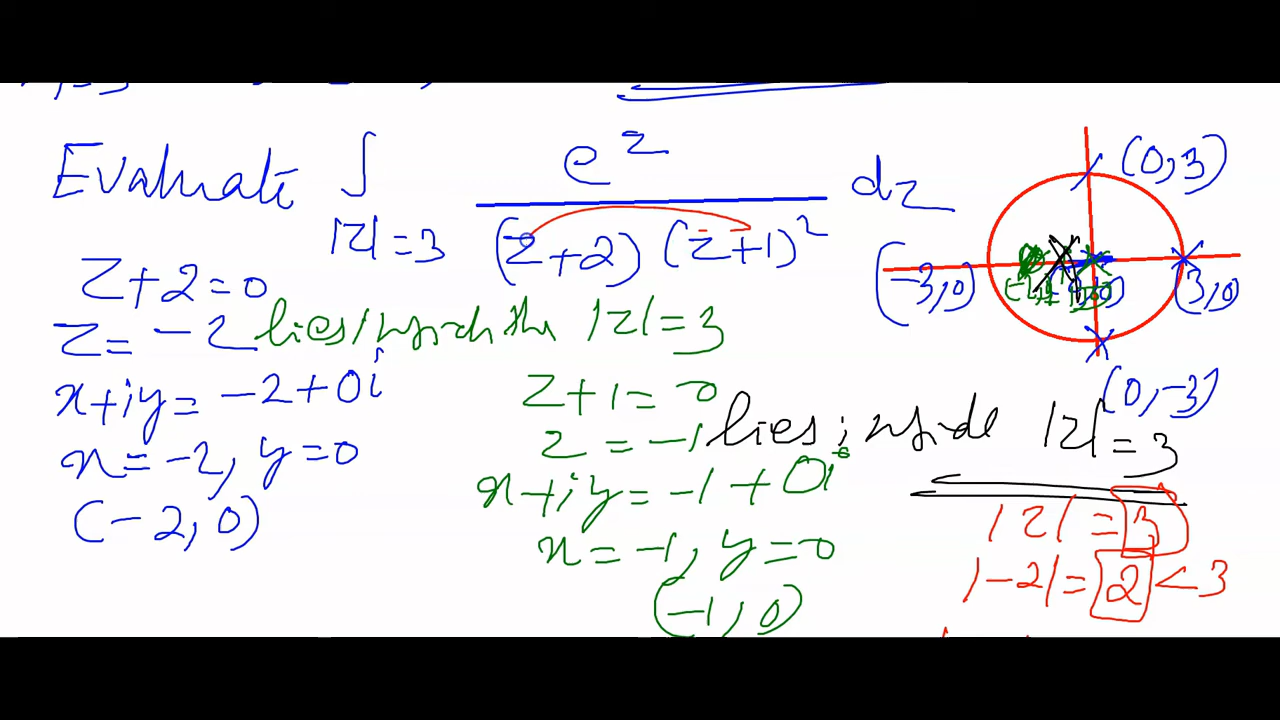 Evaluate ∫ e^z dz
|z|=3 (z+2) (z+1)^2
(0,3)
(-3,0)
(3,0)
(0,-3)
z+2=0
z= -2 lies inside the |z|=3
x+iy= -2+0i
x= -2, y=0
(-2,0)
z+1=0
z = -1 lies inside |z|=3
x+iy= -1+0i
x= -1, y=0
(-1,0)
|z|=3
|-2|=2<3